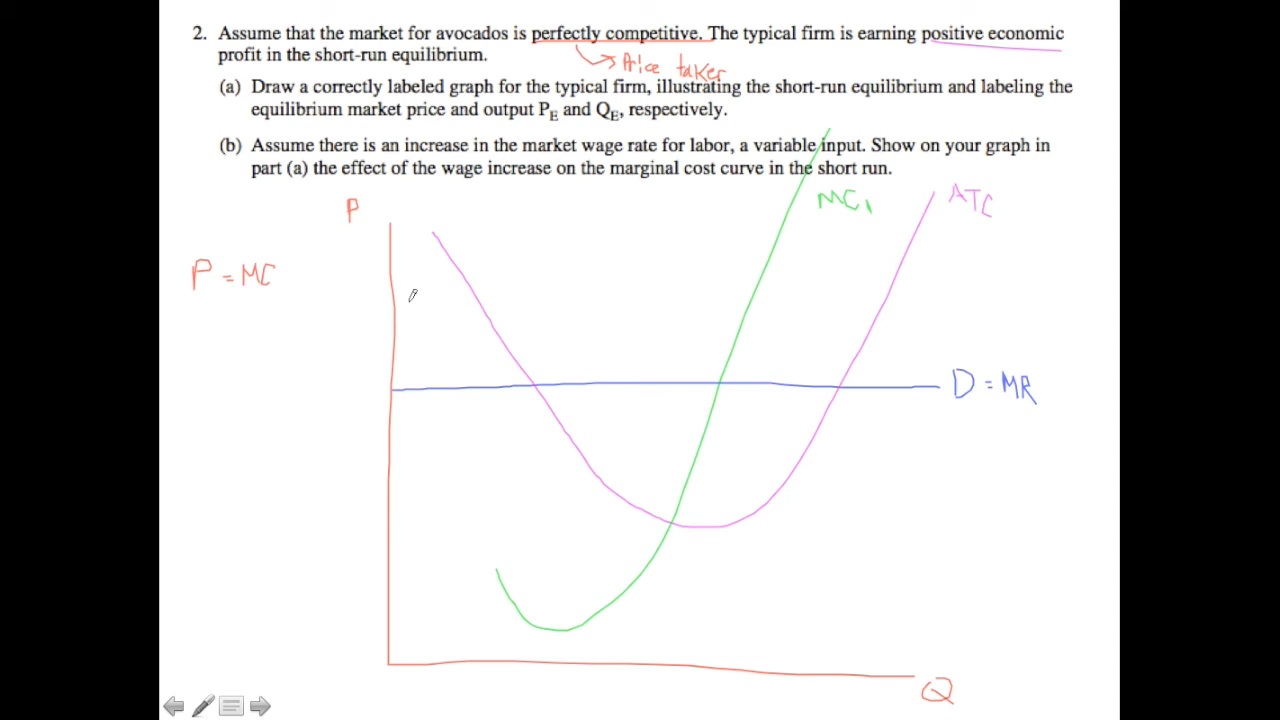 2. Assume that the market for avocados is perfectly competitive. The typical firm is earning positive economic
profit in the short-run equilibrium.
Price taker
(a) Draw a correctly labeled graph for the typical firm, illustrating the short-run equilibrium and labeling the
equilibrium market price and output PE and QE, respectively.
(b) Assume there is an increase in the market wage rate for labor, a variable input. Show on your graph in
part (a) the effect of the wage increase on the marginal cost curve in the short run.
P
MC1
ATC
P = MC
D = MR
Q